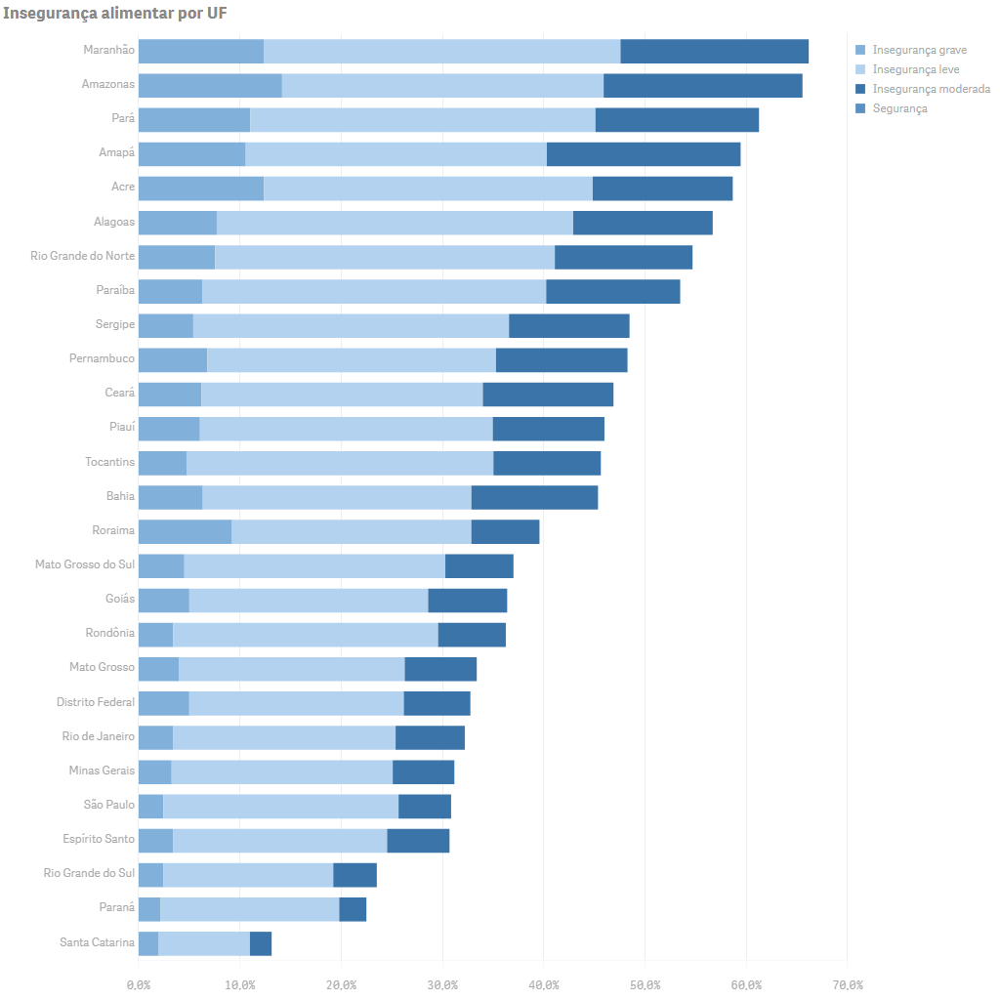 Insegurança alimentar por UF
Maranhão
Amazonas
Pará
Amapá
Acre
Alagoas
Rio Grande do Norte
Paraíba
Sergipe
Pernambuco
Ceará
Piauí
Tocantins
Bahia
Roraima
Mato Grosso do Sul
Goiás
Rondônia
Mato Grosso
Distrito Federal
Rio de Janeiro
Minas Gerais
São Paulo
Espírito Santo
Rio Grande do Sul
Paraná
Santa Catarina
0,0% 10,0% 20,0% 30,0% 40,0% 50,0% 60,0% 70,0%
Insegurança grave
Insegurança leve
Insegurança moderada
Segurança